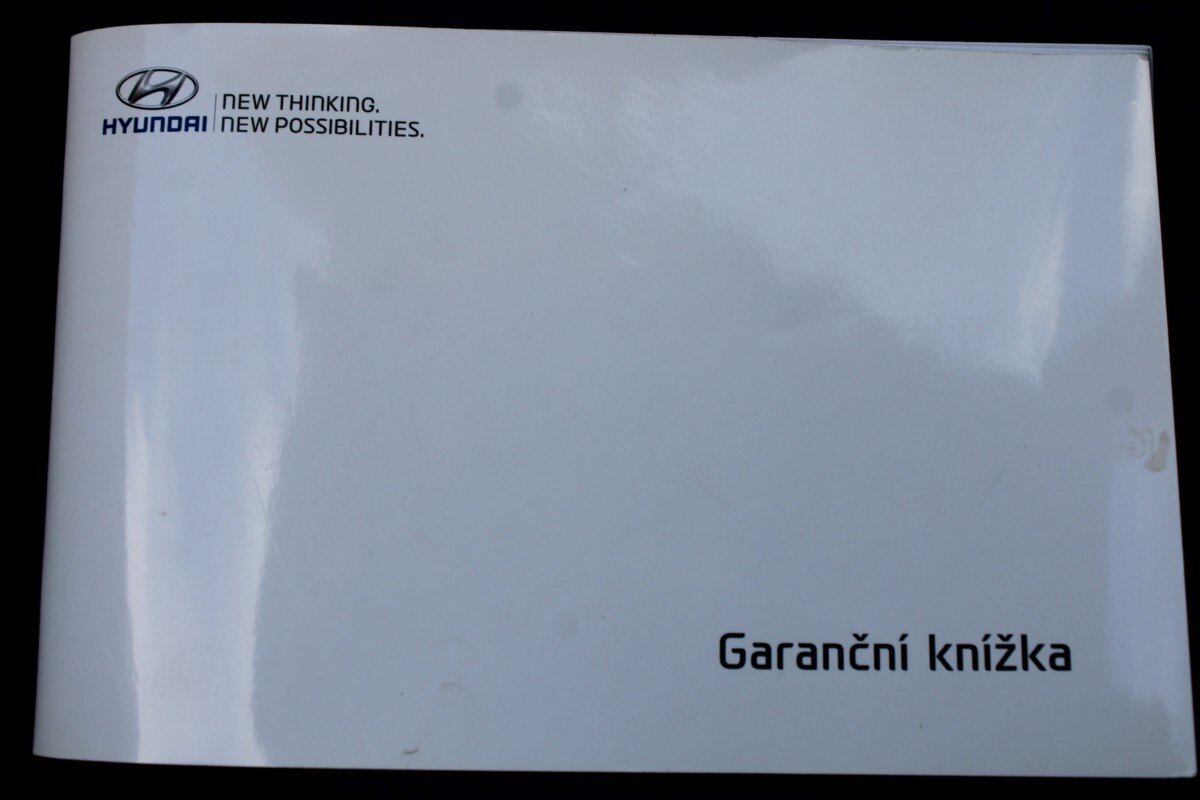 HYUNDAI
NEW THINKING.
NEW POSSIBILITIES.
Garanční knížka